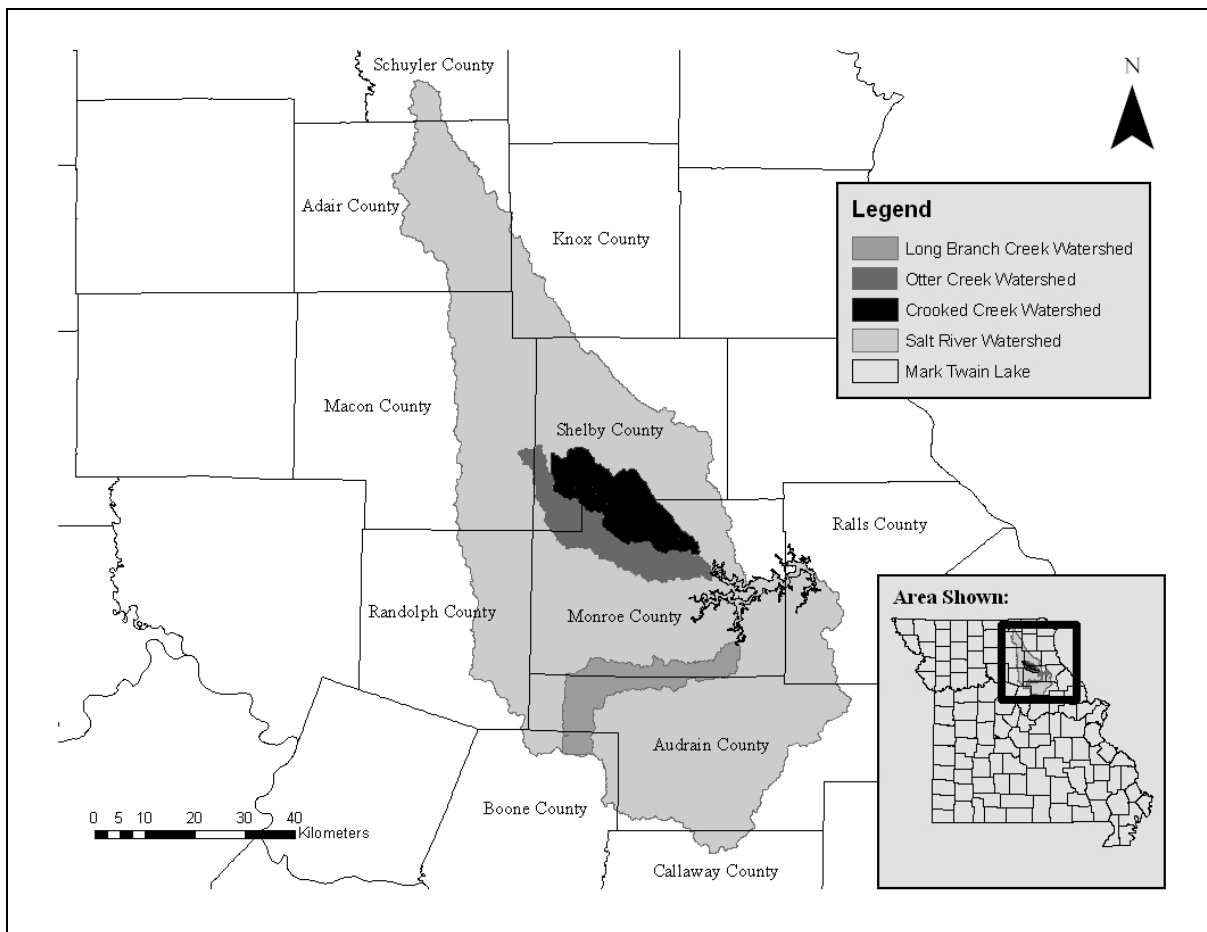 Schuyler County
N
Adair County
Knox County
Legend
Long Branch Creek Watershed
Otter Creek Watershed
Crooked Creek Watershed
Salt River Watershed
Mark Twain Lake
Macon County
Shelby County
Ralls County
Randolph County
Monroe County
Area Shown:
Audrain County
Boone County
0 5 10 20 30 40
Kilometers
Callaway County